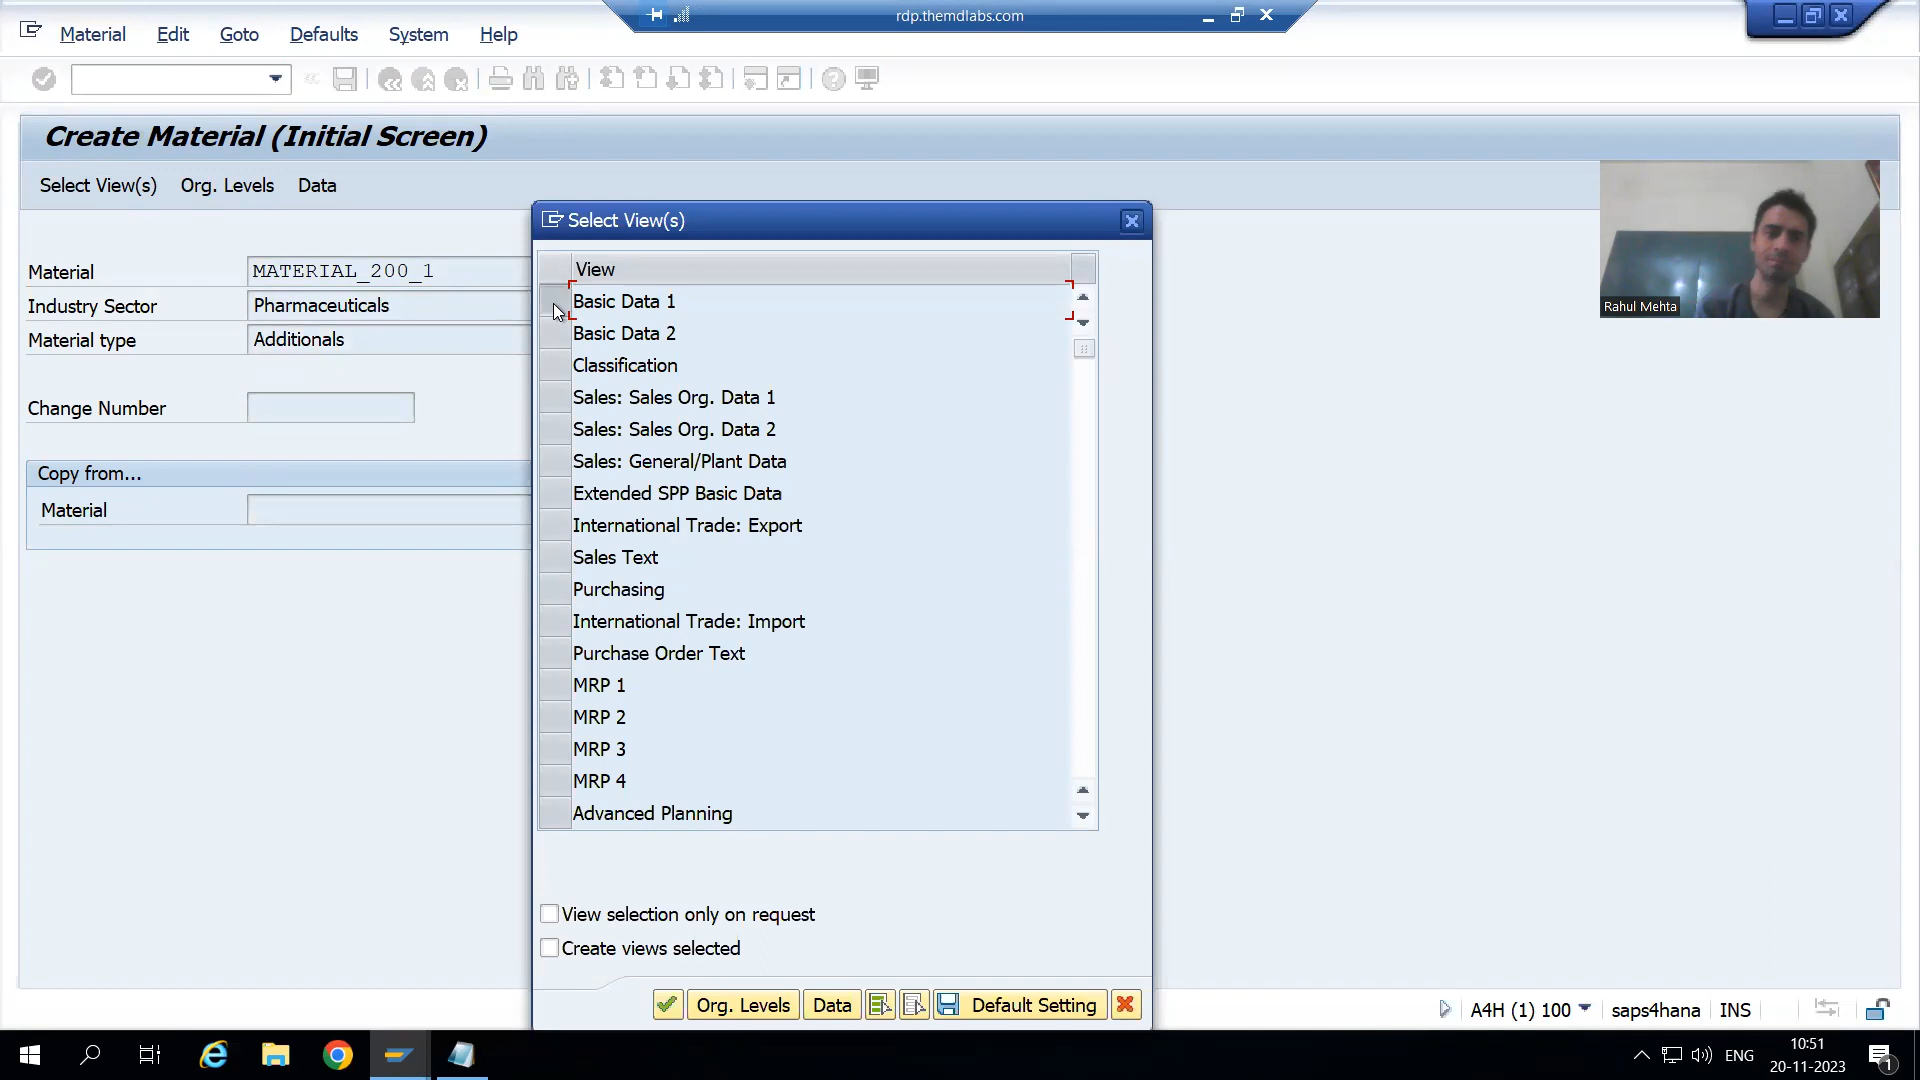 rdp.themdlabs.com
Material Edit Goto Defaults System Help
Create Material (Initial Screen)
Select View(s) Org. Levels Data
Material MATERIAL_200_1
Industry Sector Pharmaceuticals
Material type Additionals
Change Number
Copy from...
Material
Select View(s)
View
Basic Data 1
Basic Data 2
Classification
Sales: Sales Org. Data 1
Sales: Sales Org. Data 2
Sales: General/Plant Data
Extended SPP Basic Data
International Trade: Export
Sales Text
Purchasing
International Trade: Import
Purchase Order Text
MRP 1
MRP 2
MRP 3
MRP 4
Advanced Planning
View selection only on request
Create views selected
Org. Levels Data Default Setting
Rahul Mehta
A4H (1) 100 saps4hana INS
ENG
10:51
20-11-2023
1